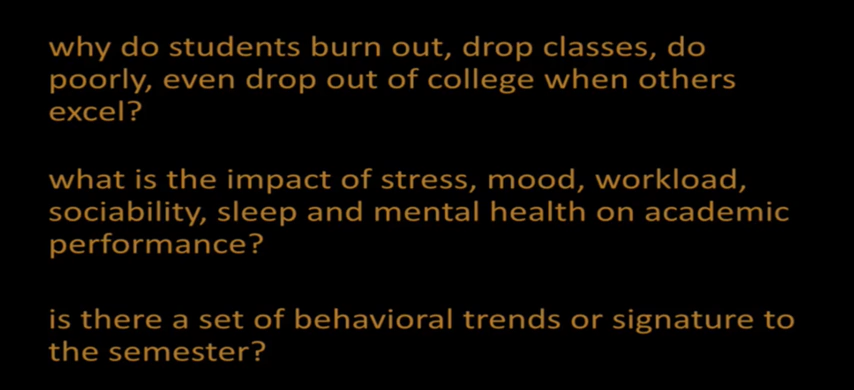 why do students burn out, drop classes, do
poorly, even drop out of college when others
excel?
what is the impact of stress, mood, workload,
sociability, sleep and mental health on academic
performance?
is there a set of behavioral trends or signature to
the semester?